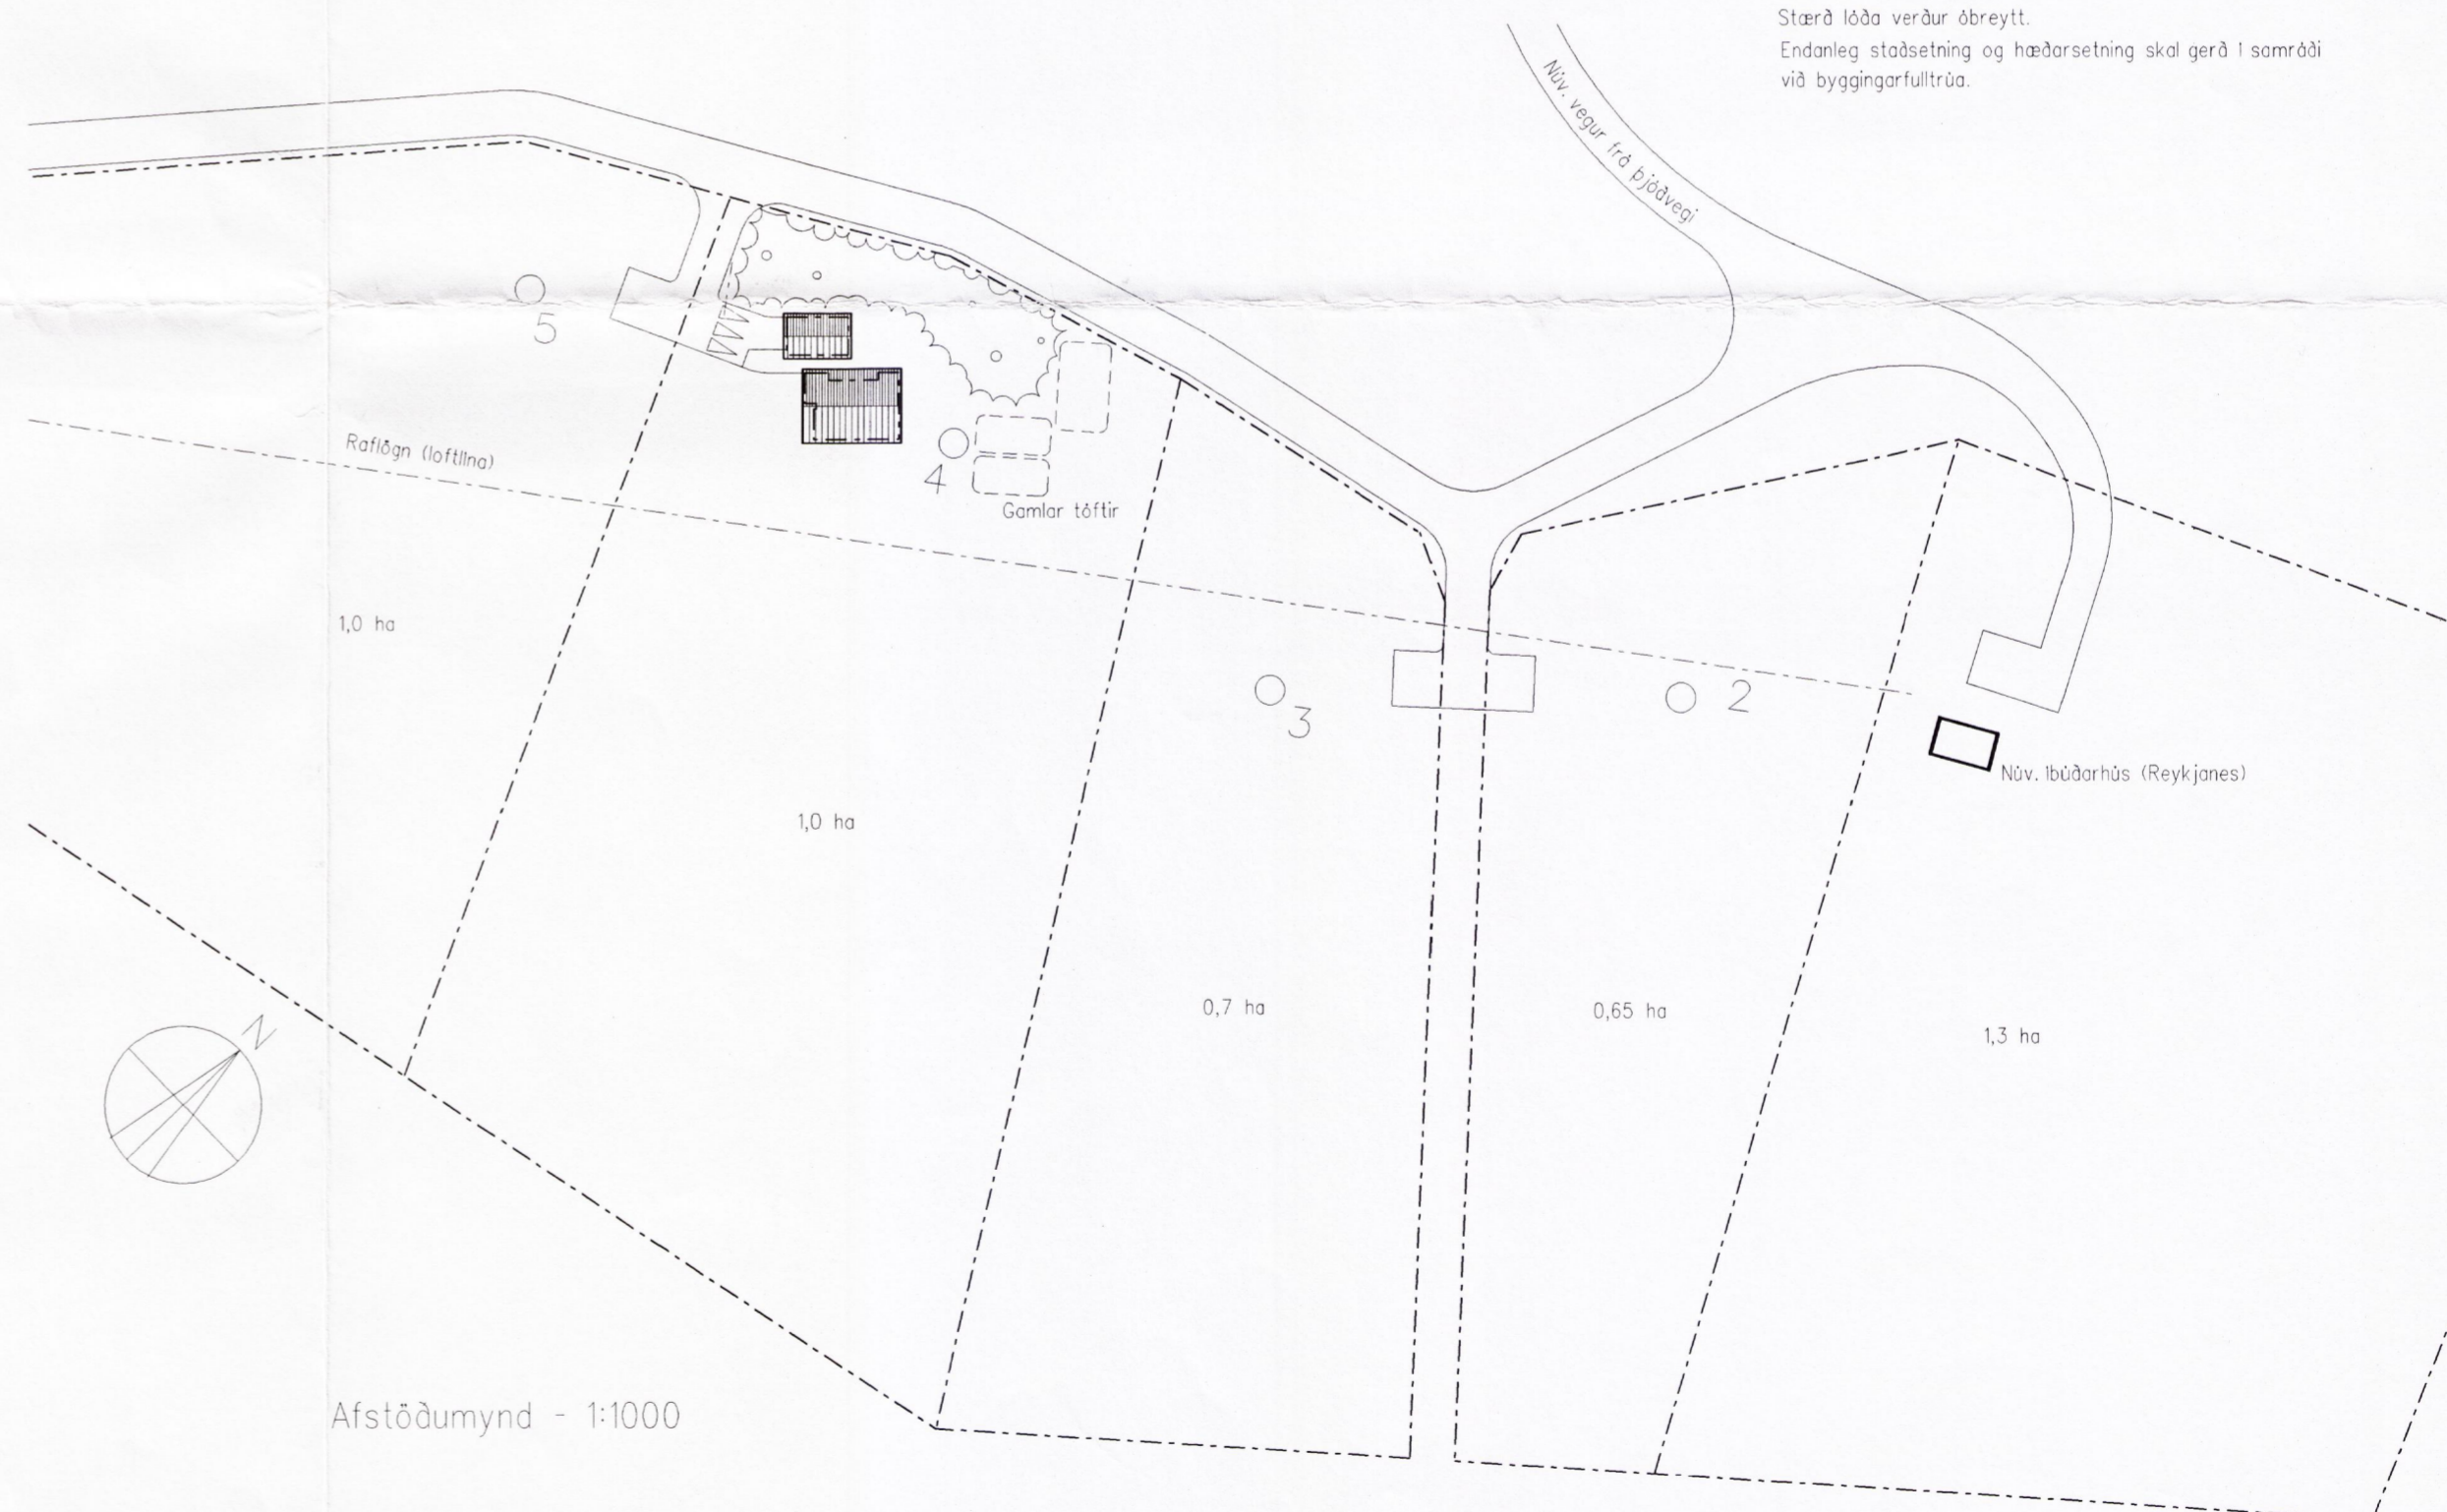 Stærð lóða verður óbreytt.
Endanleg staðsetning og hæðarsetning skal gerð í samráði
við byggingarfulltrúa.
Núv. vegur frá þjóðvegi
5
Raflögn (loftlína)
4
Gamlar tóftir
1,0 ha
3
2
Núv. íbúðarhús (Reykjanes)
1,0 ha
0,7 ha
0,65 ha
1,3 ha
N
Afstöðumynd - 1:1000